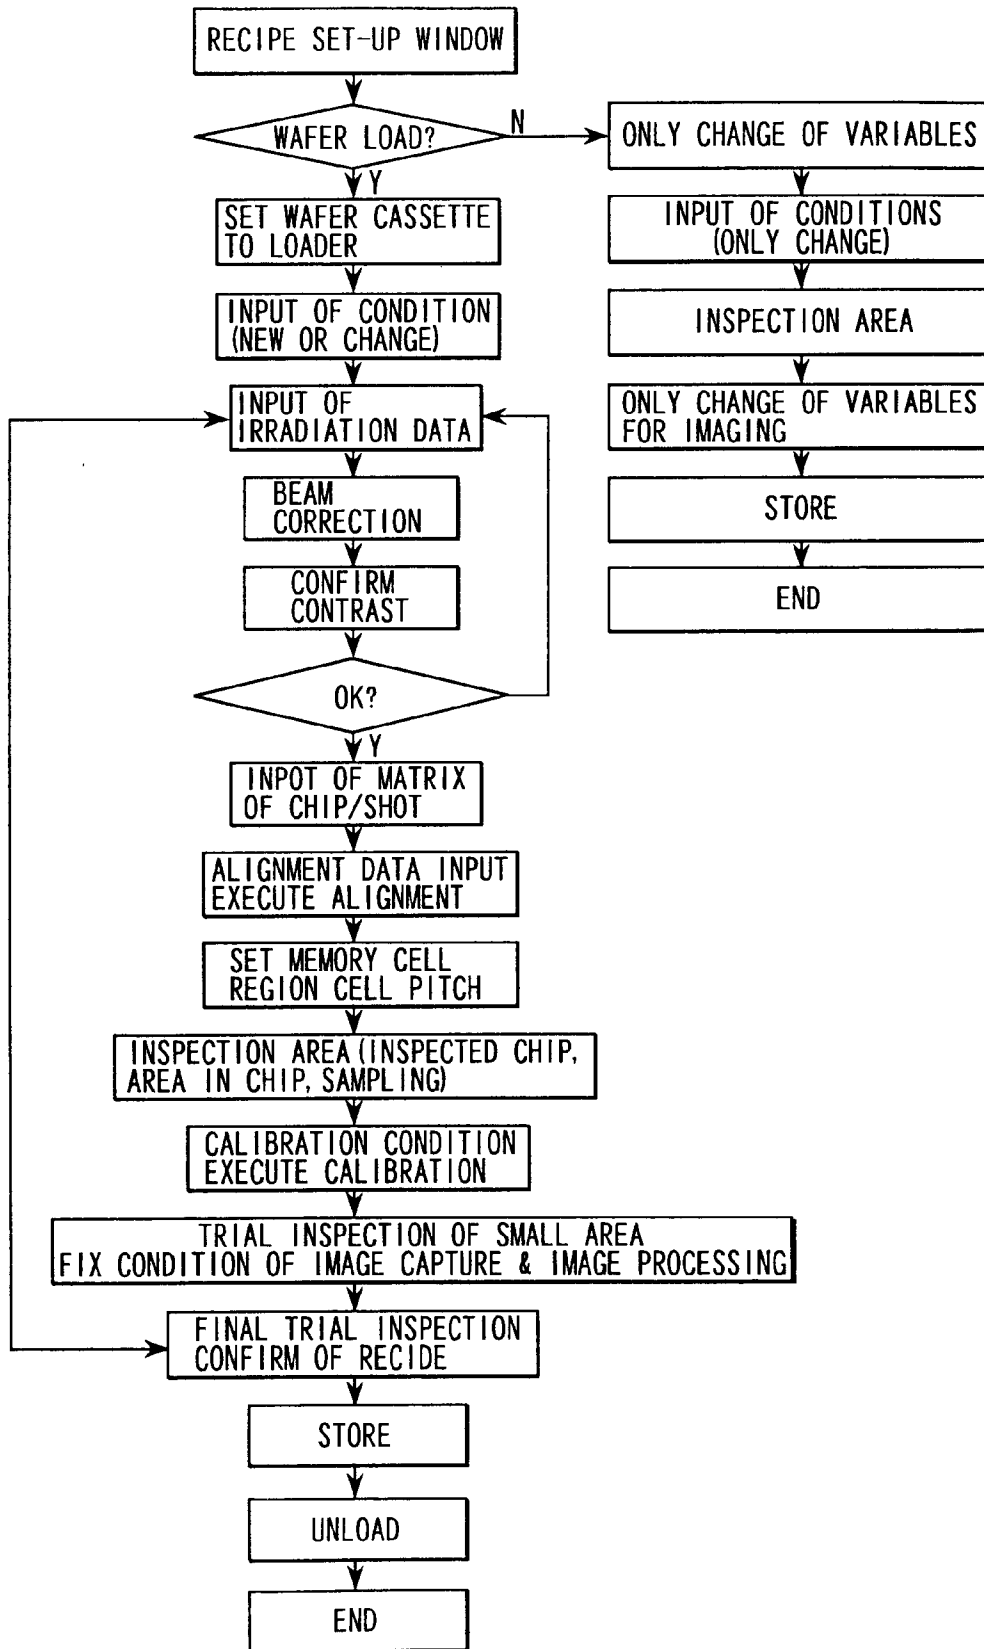 RECIPE SET-UP WINDOW
WAFER LOAD?
N
Y
SET WAFER CASSETTE
TO LOADER
INPUT OF CONDITION
(NEW OR CHANGE)
INPUT OF
IRRADIATION DATA
BEAM
CORRECTION
CONFIRM
CONTRAST
OK?
Y
INPOT OF MATRIX
OF CHIP/SHOT
ALIGNMENT DATA INPUT
EXECUTE ALIGNMENT
SET MEMORY CELL
REGION CELL PITCH
INSPECTION AREA (INSPECTED CHIP,
AREA IN CHIP, SAMPLING)
CALIBRATION CONDITION
EXECUTE CALIBRATION
TRIAL INSPECTION OF SMALL AREA
FIX CONDITION OF IMAGE CAPTURE & IMAGE PROCESSING
FINAL TRIAL INSPECTION
CONFIRM OF RECIDE
STORE
UNLOAD
END
ONLY CHANGE OF VARIABLES
INPUT OF CONDITIONS
(ONLY CHANGE)
INSPECTION AREA
ONLY CHANGE OF VARIABLES
FOR IMAGING
STORE
END